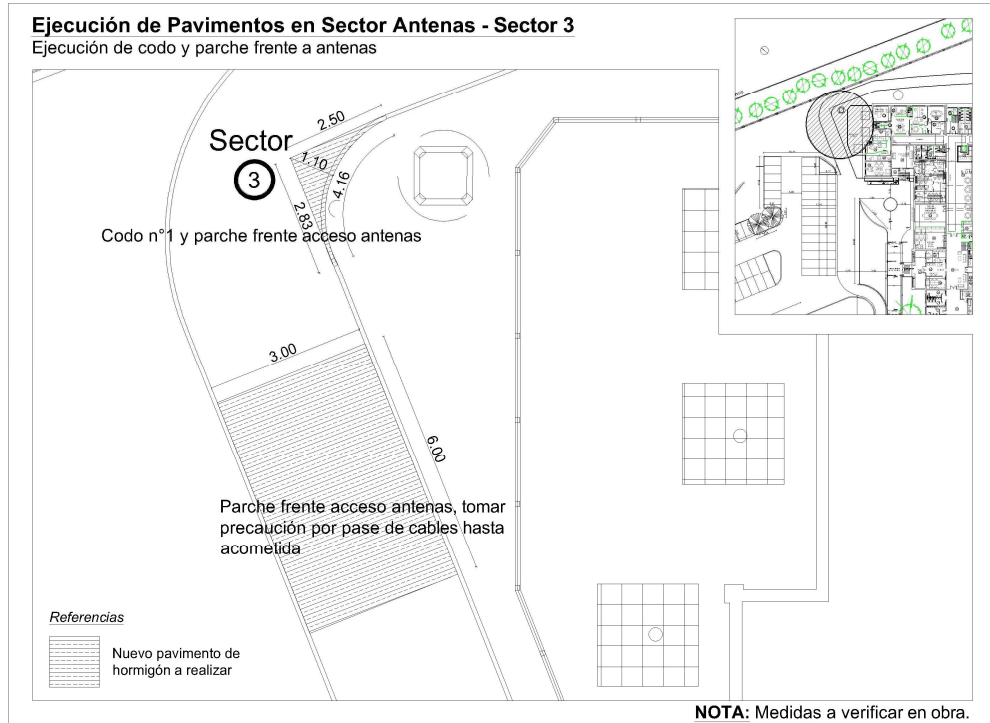 Ejecución de Pavimentos en Sector Antenas - Sector 3
Ejecución de codo y parche frente a antenas
Sector
3
2.50
1.10
4.16
2.83
Codo n°1 y parche frente acceso antenas
3.00
6.00
Parche frente acceso antenas, tomar
precaución por pase de cables hasta
acometida
Referencias
Nuevo pavimento de
hormigón a realizar
NOTA: Medidas a verificar en obra.